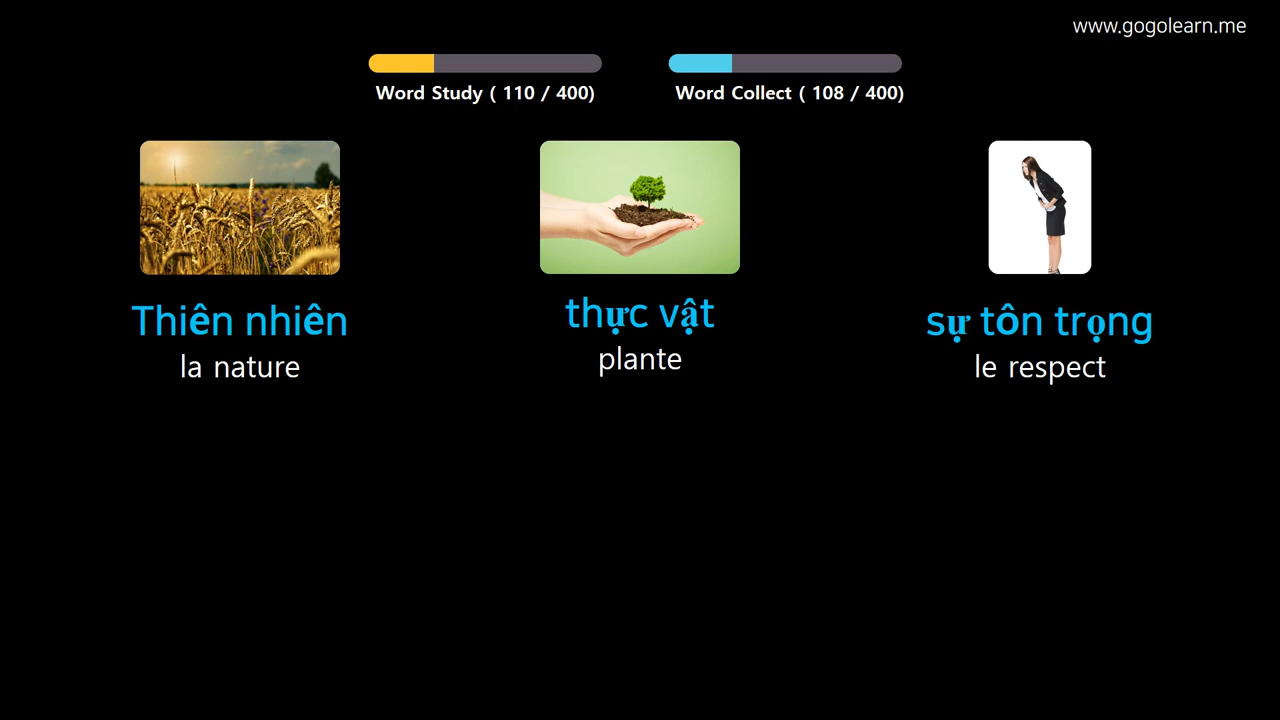 www.gogolearn.me
Word Study ( 110 / 400)
Word Collect ( 108 / 400)
Thiên nhiên
la nature
thực vật
plante
sự tôn trọng
le respect